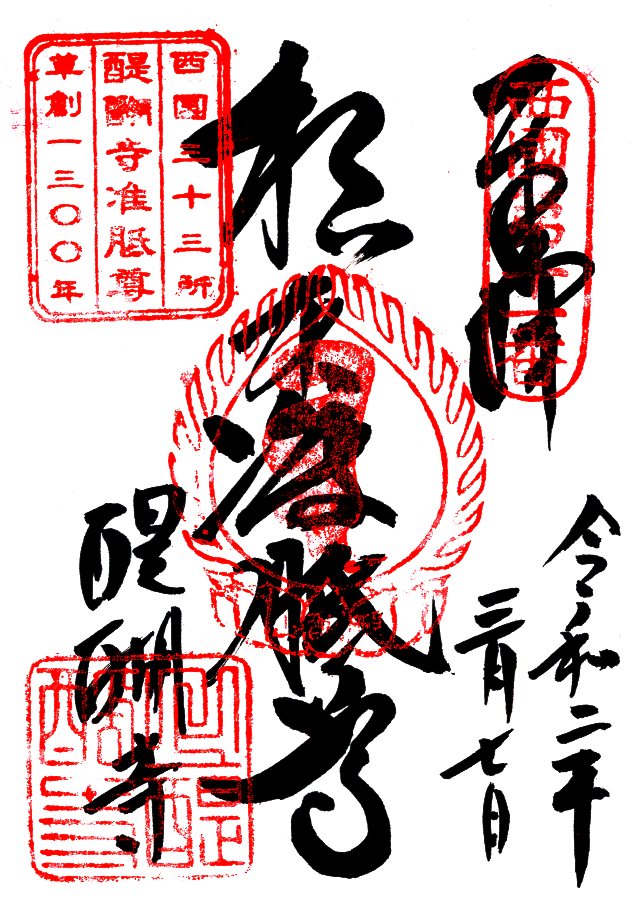 西國第十一番
令和二年
三月七日
根本准胝尊
醍醐寺
西國三十三所
醍醐寺准胝尊
草創一三〇〇年